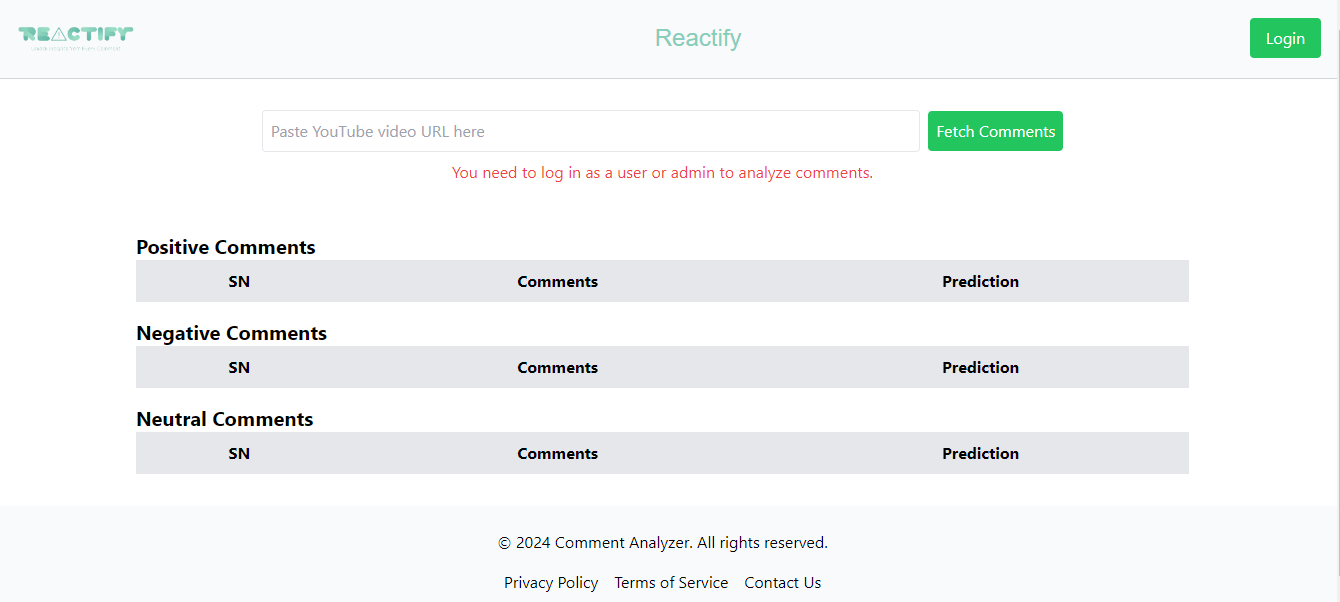 REACTIFY
Reactify
Login
Paste YouTube video URL here
Fetch Comments
You need to log in as a user or admin to analyze comments.
Positive Comments
SN Comments Prediction
Negative Comments
SN Comments Prediction
Neutral Comments
SN Comments Prediction
© 2024 Comment Analyzer. All rights reserved.
Privacy Policy Terms of Service Contact Us